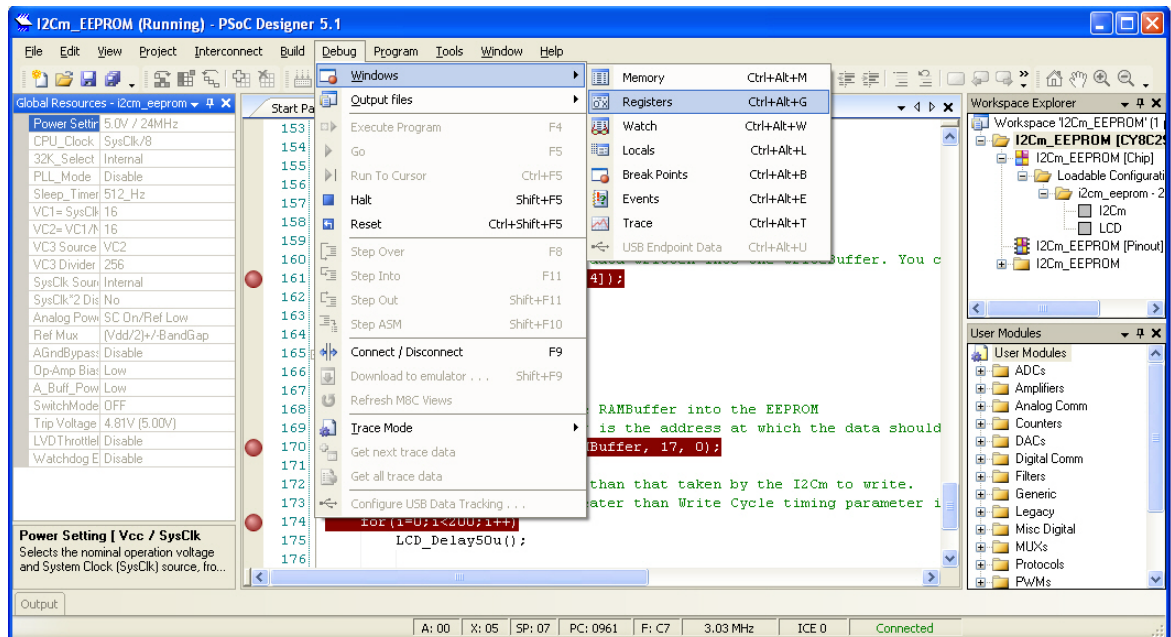 I2Cm_EEPROM (Running) - PSoC Designer 5.1
File Edit View Project Interconnect Build Debug Program Tools Window Help
Global Resources - i2cm_eeprom
Power Settin 5.0V / 24MHz
CPU_Clock SysClk/8
32K_Select Internal
PLL_Mode Disable
Sleep_Timer 512_Hz
VC1= SysClk 16
VC2= VC1/N 16
VC3 Source VC2
VC3 Divider 256
SysClk Sour Internal
SysClk*2 Dis No
Analog Pow SC On/Ref Low
Ref Mux (Vdd/2)+/-BandGap
AGndBypass Disable
Op-Amp Bias Low
A_Buff_Pow Low
SwitchMode OFF
Trip Voltage 4.81V (5.00V)
LVDThrottlel Disable
Watchdog E Disable
Power Setting [ Vcc / SysClk
Selects the nominal operation voltage
and System Clock (SysClk) source, fro...
Start Pa
153
154
155
156
157
158
159
160 Buffer. You c
161 4]);
162
163
164
165
166
167
168 RAMBuffer into the EEPROM
169 is the address at which the data should
170 Buffer, 17, 0);
171
172 than that taken by the I2Cm to write.
173 eater than Write Cycle timing parameter i
174 for(i=0;i<200;i++)
175 LCD_Delay50u();
176
Windows
Output files
Execute Program F4
Go F5
Run To Cursor Ctrl+F5
Halt Shift+F5
Reset Ctrl+Shift+F5
Step Over F8
Step Into F11
Step Out Shift+F11
Step ASM Shift+F10
Connect / Disconnect F9
Download to emulator . . . Shift+F9
Refresh M8C Views
Trace Mode
Get next trace data
Get all trace data
Configure USB Data Tracking . . .
Memory Ctrl+Alt+M
Registers Ctrl+Alt+G
Watch Ctrl+Alt+W
Locals Ctrl+Alt+L
Break Points Ctrl+Alt+B
Events Ctrl+Alt+E
Trace Ctrl+Alt+T
USB Endpoint Data Ctrl+Alt+U
Workspace Explorer
Workspace 'I2Cm_EEPROM' (1
I2Cm_EEPROM [CY8C29
I2Cm_EEPROM [Chip]
Loadable Configurati
i2cm_eeprom - 2
I2Cm
LCD
I2Cm_EEPROM [Pinout]
I2Cm_EEPROM
User Modules
User Modules
ADCs
Amplifiers
Analog Comm
Counters
DACs
Digital Comm
Filters
Generic
Legacy
Misc Digital
MUXs
Protocols
PWMs
Output
A: 00 X: 05 SP: 07 PC: 0961 F: C7 3.03 MHz ICE 0 Connected